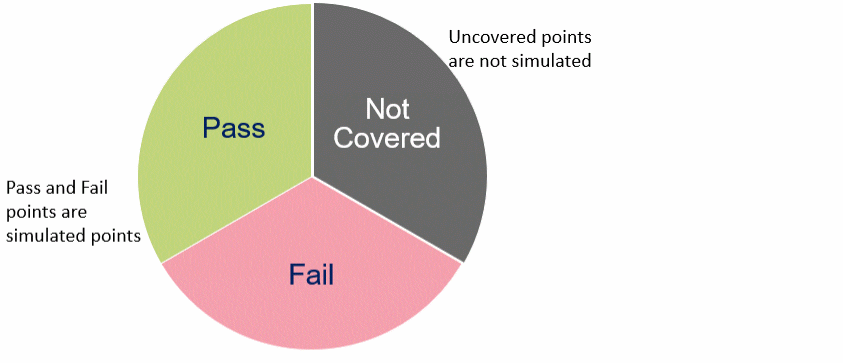 Uncovered points
are not simulated
Not
Covered
Pass
Pass and Fail
points are
simulated points
Fail